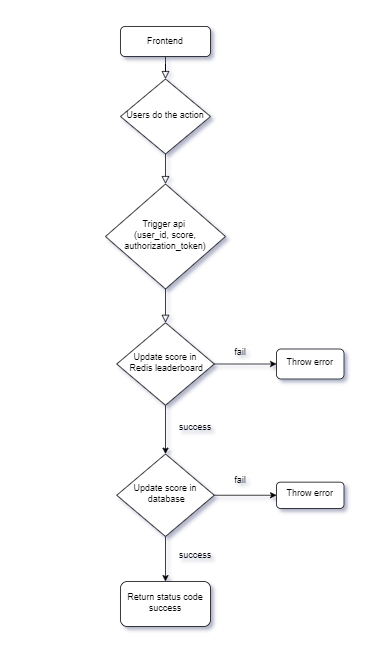 Frontend
Users do the action
Trigger api
(user_id, score,
authorization_token)
Update score in
Redis leaderboard
fail
Throw error
success
Update score in
database
fail
Throw error
success
Return status code
success